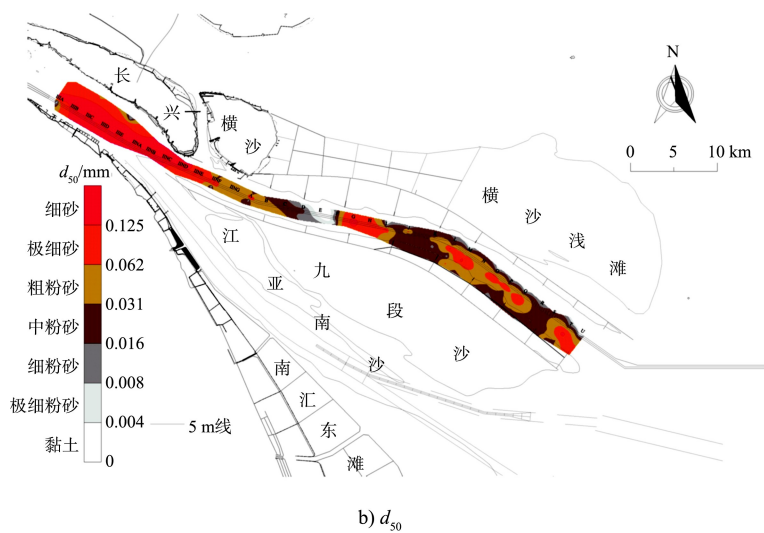 长
兴
横
沙
N
0 5 10 km
d50/mm
细砂
0.125
极细砂
0.062
粗粉砂
0.031
中粉砂
0.016
细粉砂
0.008
极细粉砂
0.004
黏土
0
5 m线
横
沙
浅
滩
江
亚
南
沙
九
段
沙
南
汇
东
滩
b) d50